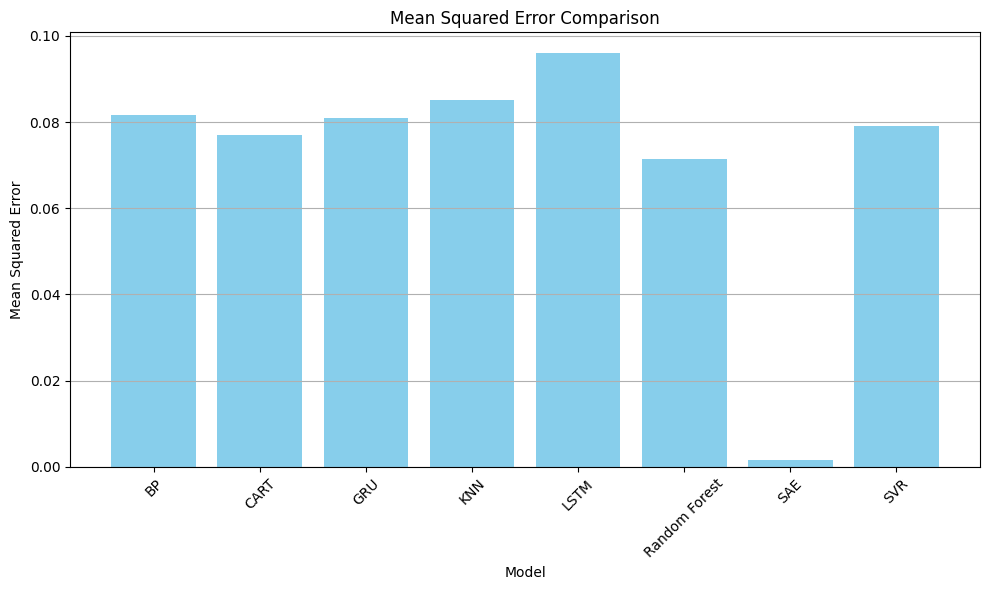 Mean Squared Error Comparison
Mean Squared Error
0.10
0.08
0.06
0.04
0.02
0.00
BP
CART
GRU
KNN
LSTM
Random Forest
SAE
SVR
Model